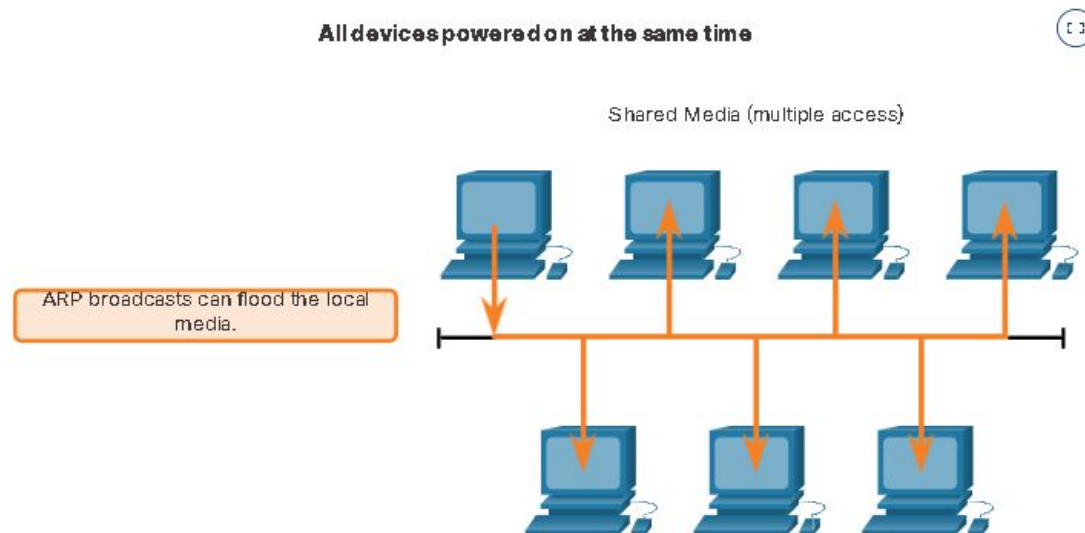 All devices powered on at the same time
Shared Media (multiple access)
ARP broadcasts can flood the local
media.